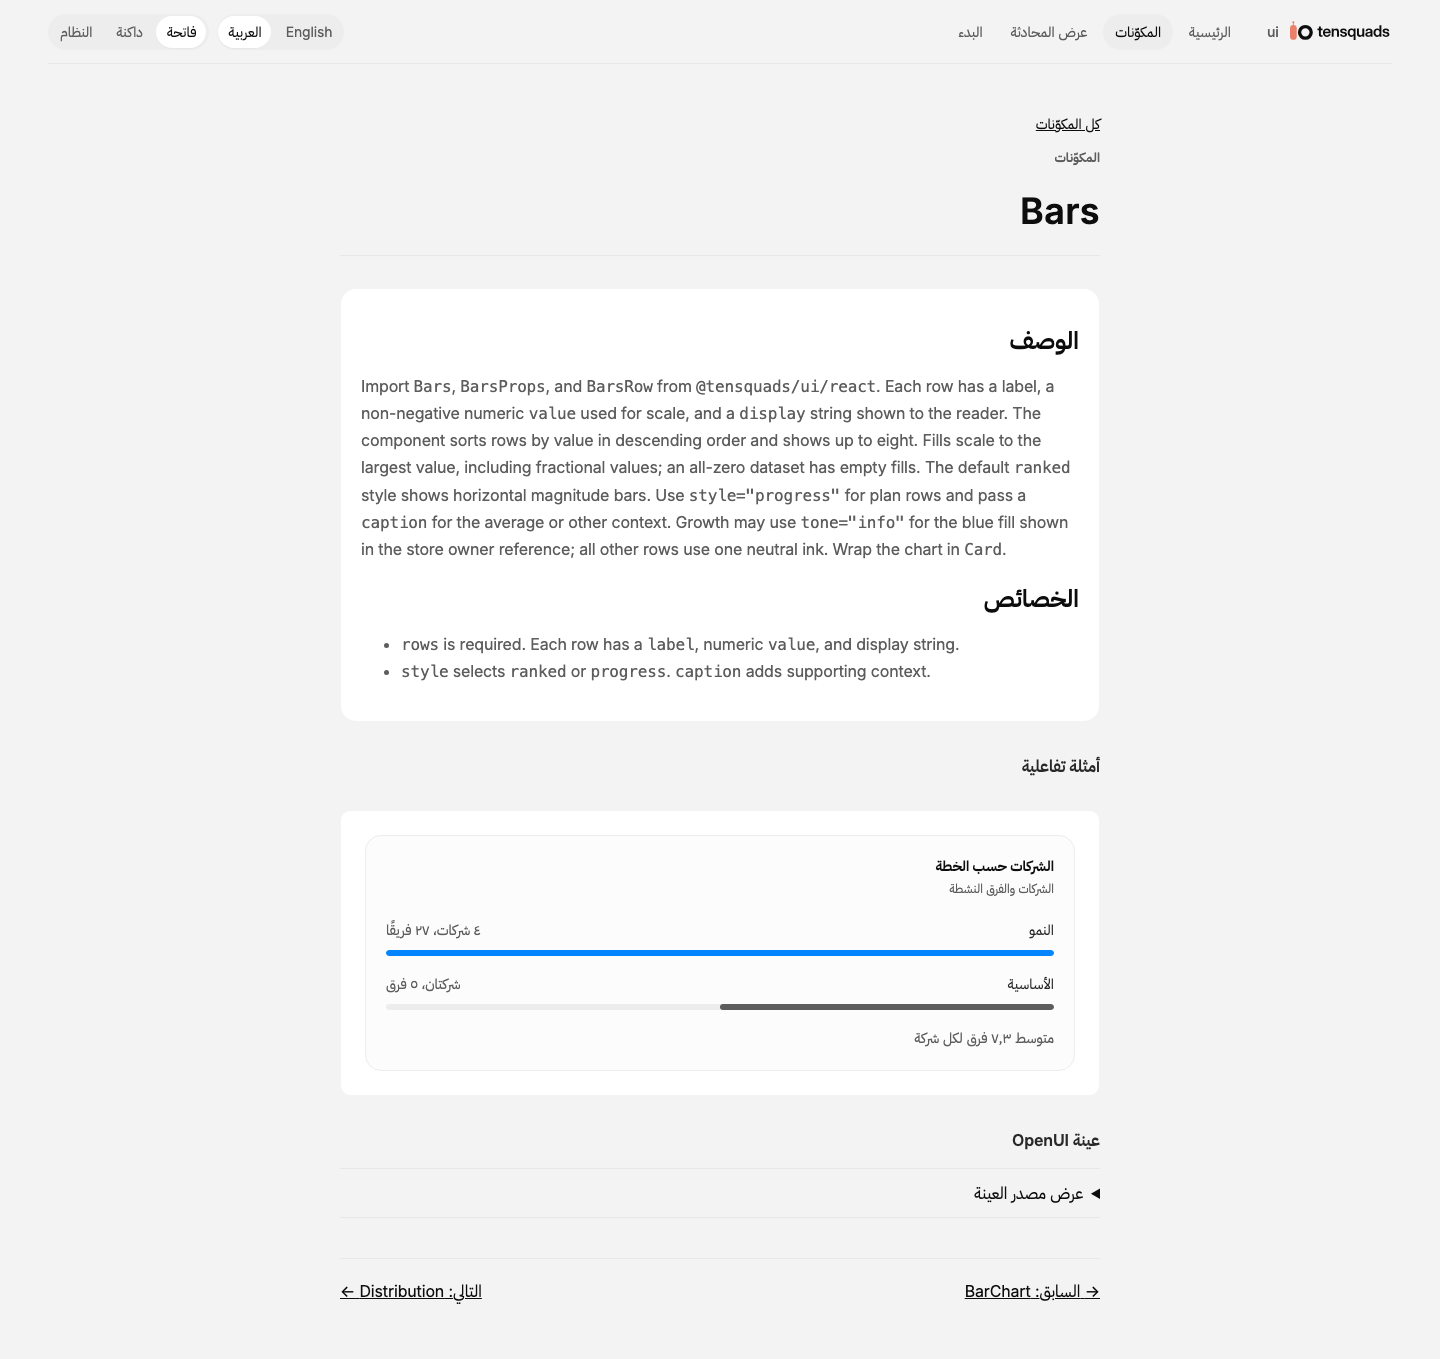 tensquads ui
الرئيسية
المكوّنات
عرض المحادثة
البدء
English
العربية
فاتحة
داكنة
النظام
كل المكوّنات
المكوّنات
Bars
الوصف
Import Bars, BarsProps, and BarsRow from @tensquads/ui/react. Each row has a label, a
non-negative numeric value used for scale, and a display string shown to the reader. The
component sorts rows by value in descending order and shows up to eight. Fills scale to the
largest value, including fractional values; an all-zero dataset has empty fills. The default ranked
style shows horizontal magnitude bars. Use style="progress" for plan rows and pass a
caption for the average or other context. Growth may use tone="info" for the blue fill shown
in the store owner reference; all other rows use one neutral ink. Wrap the chart in Card.
الخصائص
• rows is required. Each row has a label, numeric value, and display string.
• style selects ranked or progress. caption adds supporting context.
أمثلة تفاعلية
الشركات حسب الخطة
الشركات والفرق النشطة
النمو
٤ شركات، ٢٧ فريقًا
الأساسية
شركتان، ٥ فرق
متوسط ٧,٣ فرق لكل شركة
عينة OpenUI
عرض مصدر العينة
→ السابق: BarChart
التالي: Distribution ←